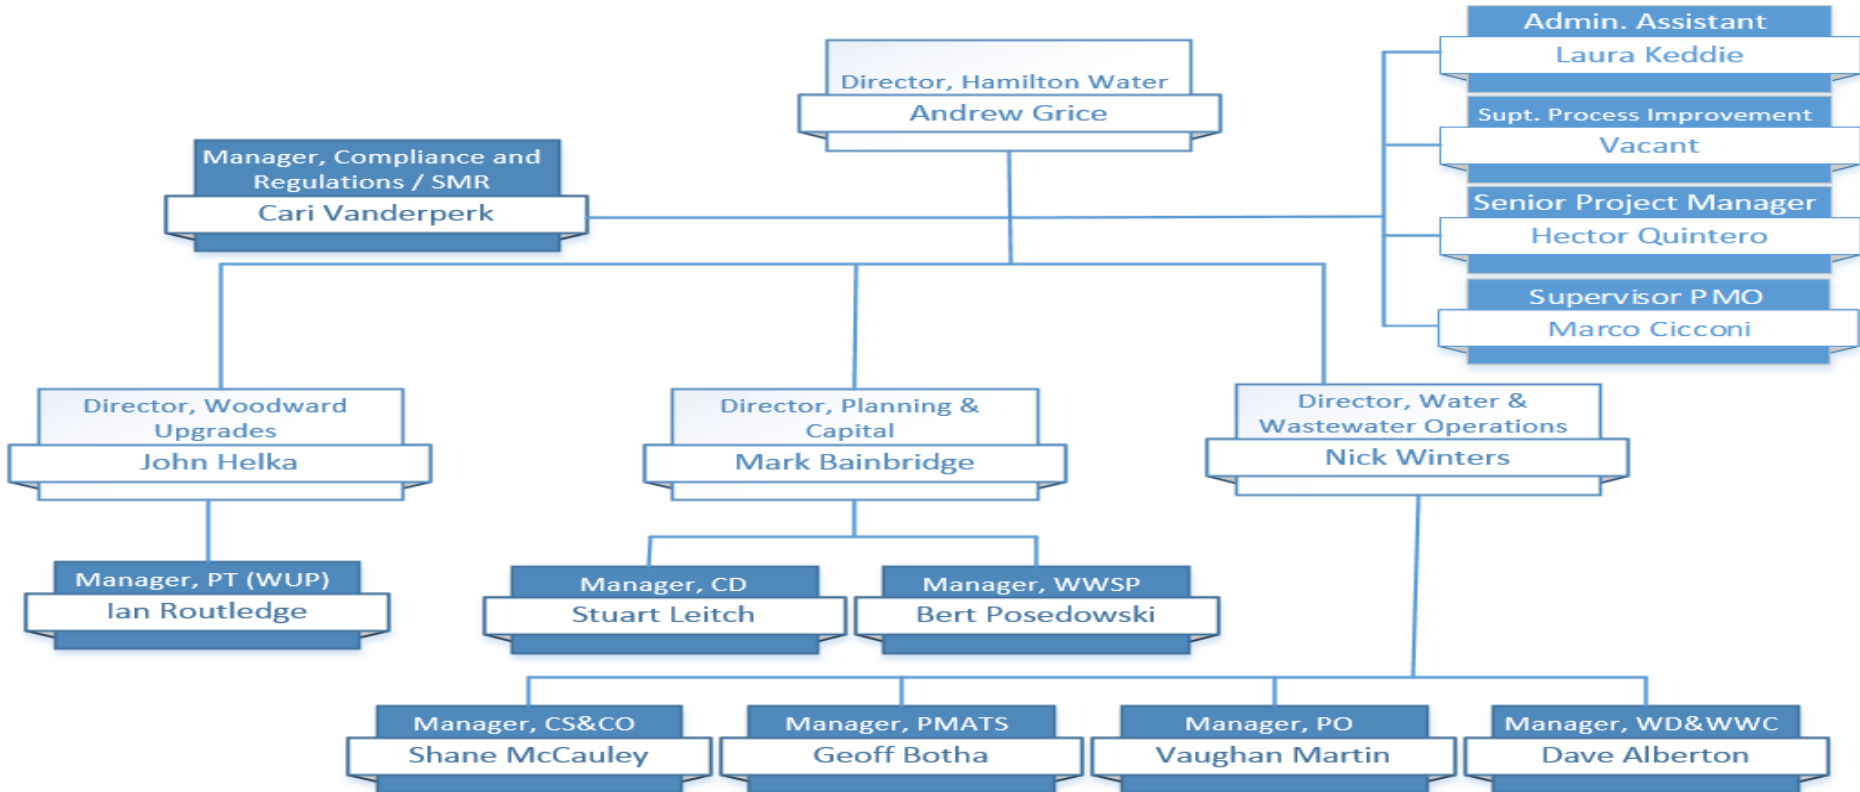 Director, Hamilton Water
Andrew Grice
Admin. Assistant
Laura Keddie
Supt. Process Improvement
Vacant
Senior Project Manager
Hector Quintero
Supervisor PMO
Marco Cicconi
Manager, Compliance and
Regulations / SMR
Cari Vanderperk
Director, Woodward
Upgrades
John Helka
Director, Planning &
Capital
Mark Bainbridge
Director, Water &
Wastewater Operations
Nick Winters
Manager, PT (WUP)
Ian Routledge
Manager, CD
Stuart Leitch
Manager, WWSP
Bert Posedowski
Manager, CS&CO
Shane McCauley
Manager, PMATS
Geoff Botha
Manager, PO
Vaughan Martin
Manager, WD&WWC
Dave Alberton